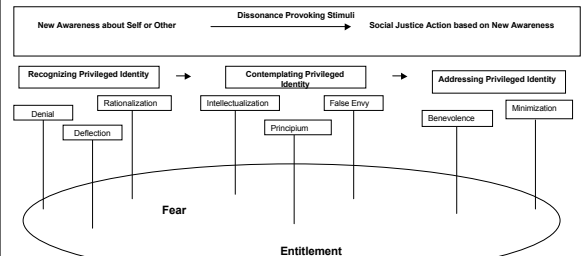 Dissonance Provoking Stimuli
New Awareness about Self or Other
Social Justice Action based on New Awareness
Recognizing Privileged Identity
Contemplating Privileged
Identity
Addressing Privileged Identity
Denial
Deflection
Rationalization
Intellectualization
Principium
False Envy
Benevolence
Minimization
Fear
Entitlement